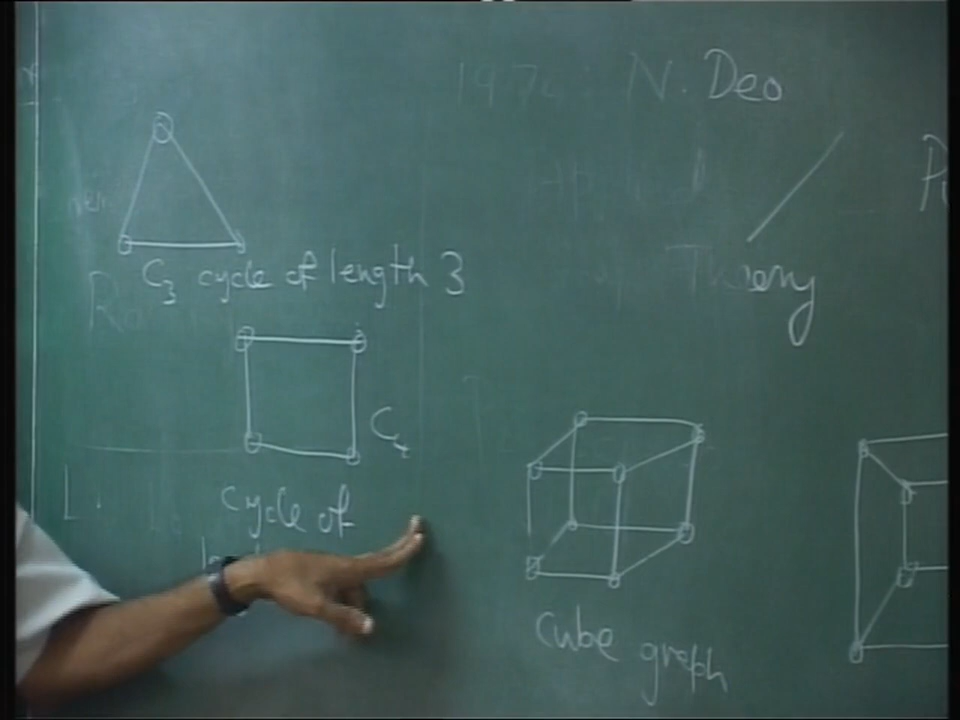 N. Deo
C3 cycle of length 3
Theory
C4
cycle of
cube graph